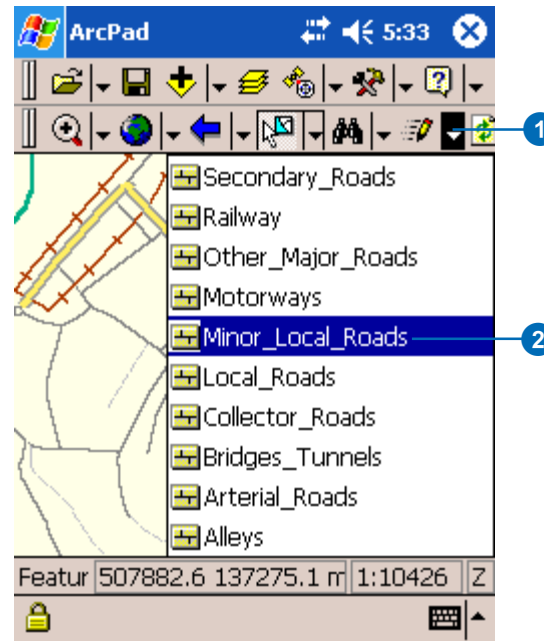 ArcPad 5:33
1
Secondary_Roads
Railway
Other_Major_Roads
Motorways
Minor_Local_Roads 2
Local_Roads
Collector_Roads
Bridges_Tunnels
Arterial_Roads
Alleys
Featur 507882.6 137275.1 m 1:10426 Z